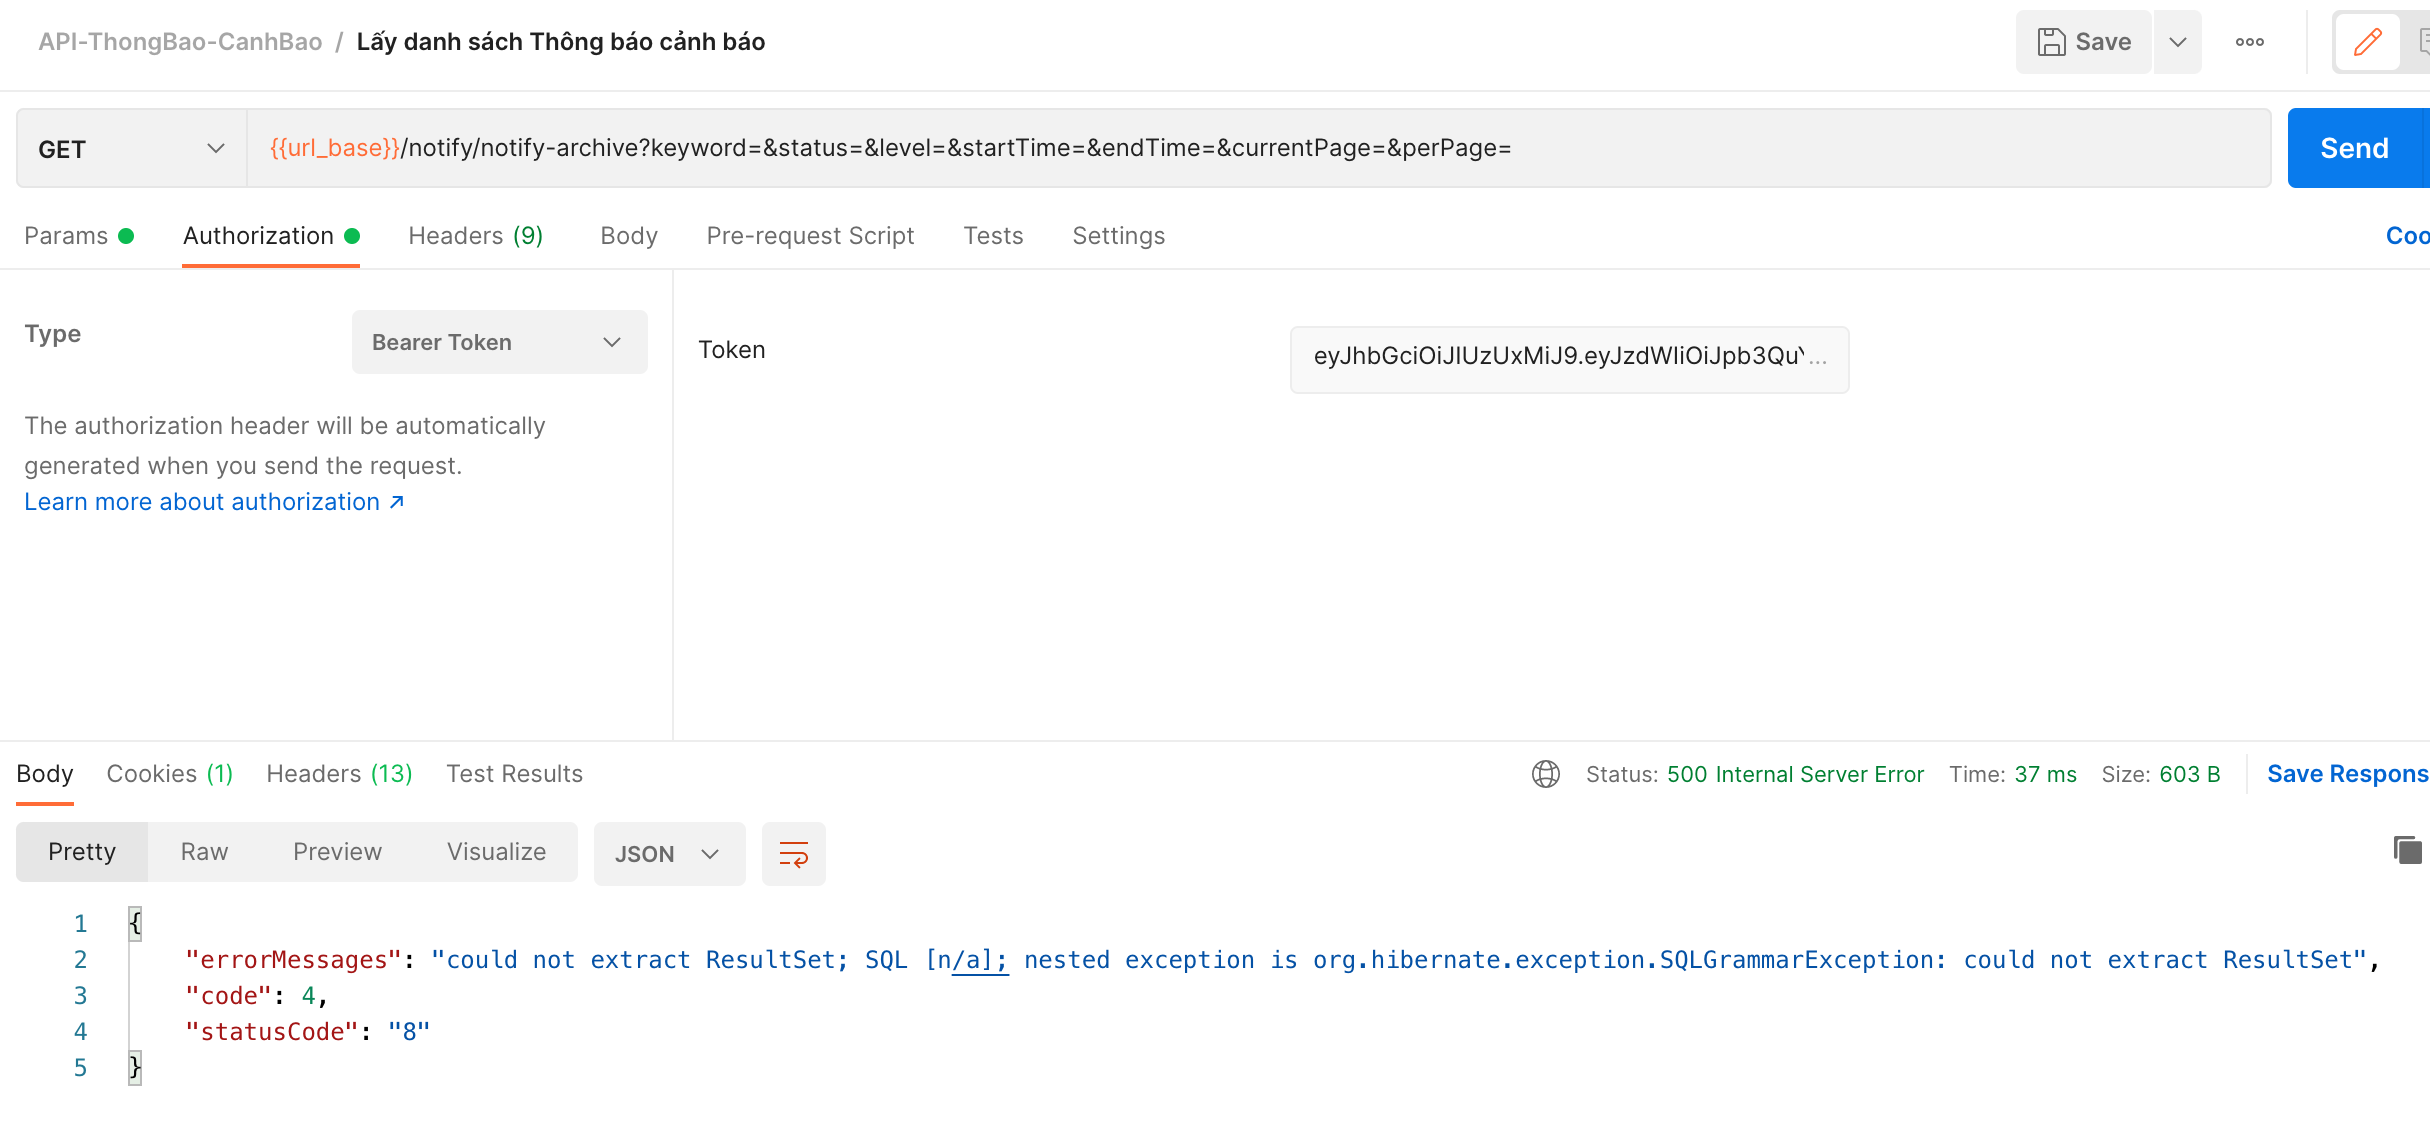 API-ThongBao-CanhBao / Lấy danh sách Thông báo cảnh báo
Save
GET
{{url_base}}/notify/notify-archive?keyword=&status=&level=&startTime=&endTime=&currentPage=&perPage=
Send
Params
Authorization
Headers (9)
Body
Pre-request Script
Tests
Settings
Coo
Type
Bearer Token
The authorization header will be automatically
generated when you send the request.
Learn more about authorization ↗
Token
eyJhbGciOiJIUzUxMiJ9.eyJzdWIiOiJpb3QuY...
Body
Cookies (1)
Headers (13)
Test Results
Status: 500 Internal Server Error
Time: 37 ms
Size: 603 B
Save Respons
Pretty
Raw
Preview
Visualize
JSON
1 {
2 "errorMessages": "could not extract ResultSet; SQL [n/a]; nested exception is org.hibernate.exception.SQLGrammarException: could not extract ResultSet",
3 "code": 4,
4 "statusCode": "8"
5 }